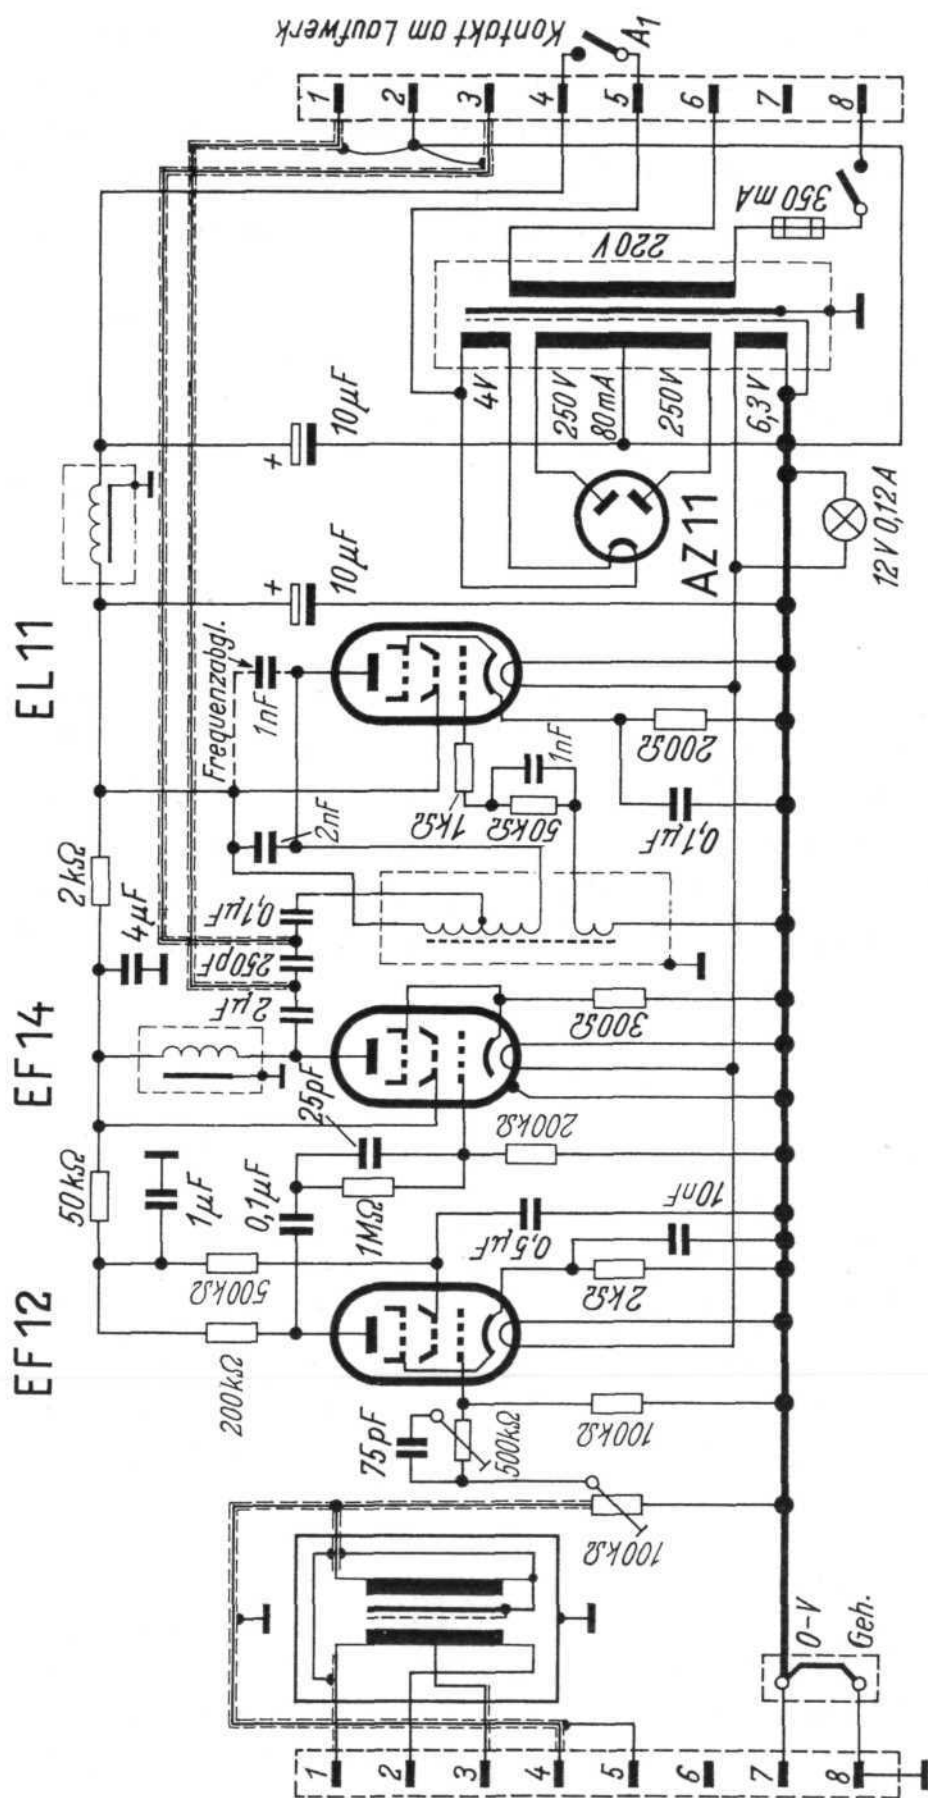 EF12
EF14
EL11
Kontakt am Laufwerk
A1
1
2
3
4
5
6
7
8
50kΩ
2kΩ
4μF
1μF
500kΩ
200kΩ
0,1μF
25pF
1MΩ
2μF
250pF
0,1μF
2nF
Frequenzabgl.
1nF
+
10μF
+
10μF
4V
250V
80mA
250V
6,3V
220V
350mA
AZ11
12V 0,12A
1kΩ
50kΩ
1nF
200Ω
0,1μF
300Ω
200kΩ
0,5μF
10nF
2kΩ
75pF
500kΩ
100kΩ
100kΩ
0-V
Geh.
1
2
3
4
5
6
7
8